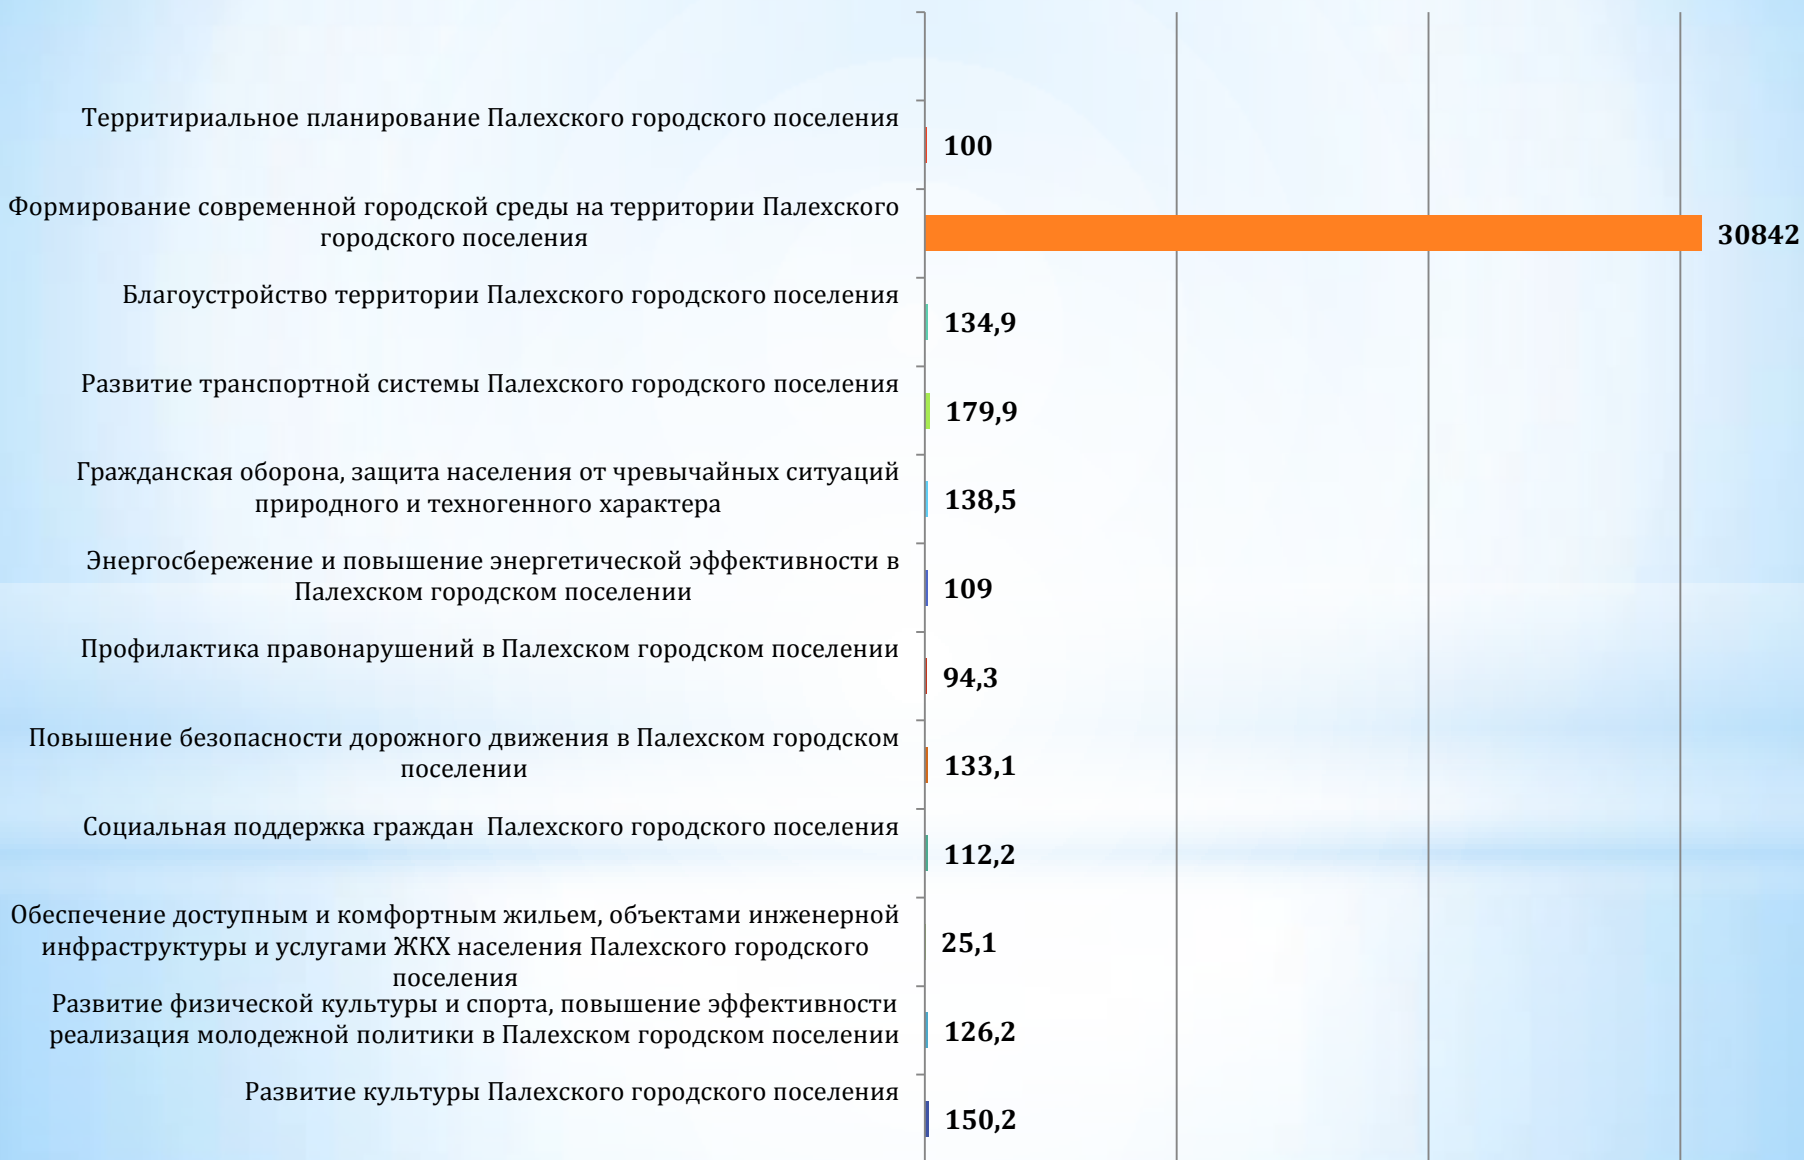 Территириальное планирование Палехского городского поселения
100
Формирование современной городской среды на территории Палехского
городского поселения
30842
Благоустройство территории Палехского городского поселения
134,9
Развитие транспортной системы Палехского городского поселения
179,9
Гражданская оборона, защита населения от чревычайных ситуаций
природного и техногенного характера
138,5
Энергосбережение и повышение энергетической эффективности в
Палехском городском поселении
109
Профилактика правонарушений в Палехском городском поселении
94,3
Повышение безопасности дорожного движения в Палехском городском
поселении
133,1
Социальная поддержка граждан  Палехского городского поселения
112,2
Обеспечение доступным и комфортным жильем, объектами инженерной
инфраструктуры и услугами ЖКХ населения Палехского городского
поселения
25,1
Развитие физической культуры и спорта, повышение эффективности
реализация молодежной политики в Палехском городском поселении
126,2
Развитие культуры Палехского городского поселения
150,2